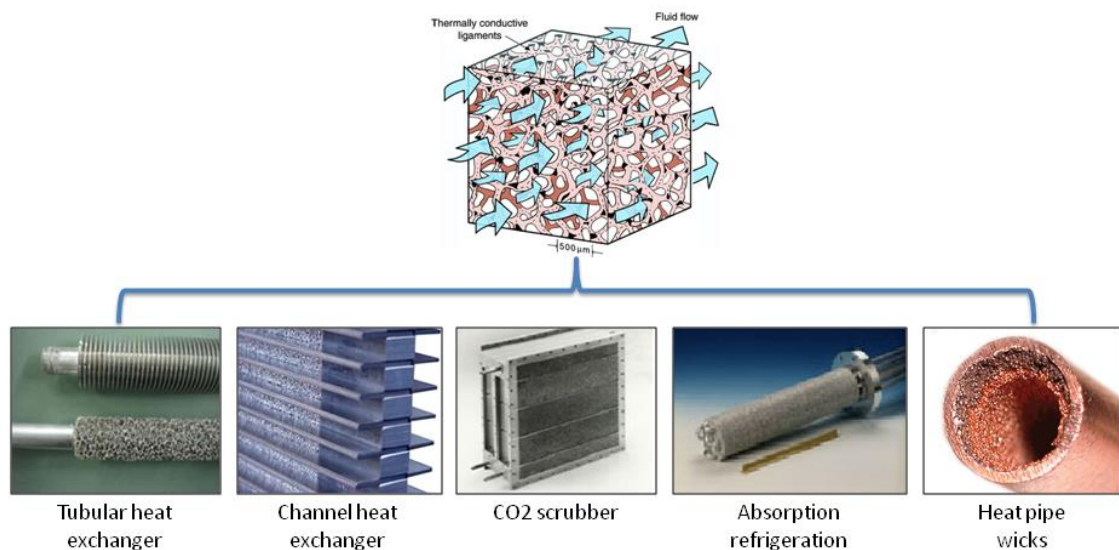 Thermally conductive
ligaments
Fluid flow
500µm
Tubular heat
exchanger
Channel heat
exchanger
CO2 scrubber
Absorption
refrigeration
Heat pipe
wicks